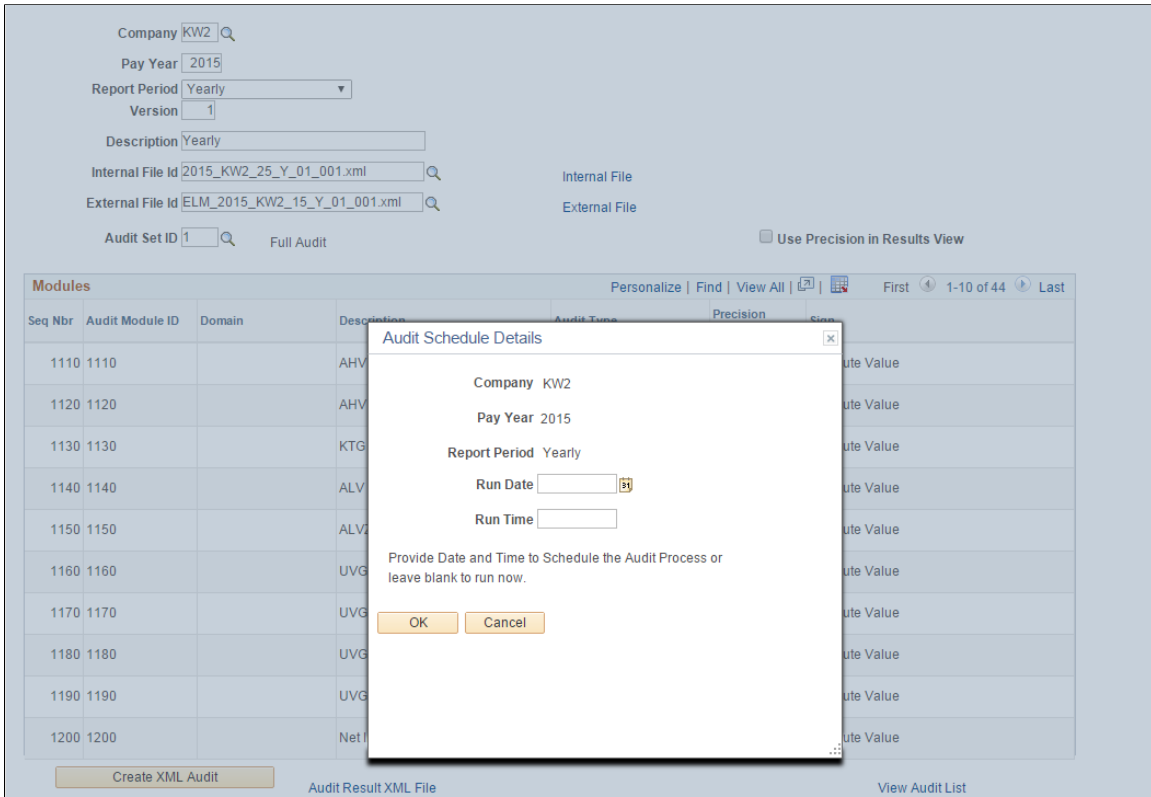 Company KW2
Pay Year 2015
Report Period Yearly
Version 1
Description Yearly
Internal File Id 2015_KW2_25_Y_01_001.xml Internal File
External File Id ELM_2015_KW2_15_Y_01_001.xml External File
Audit Set ID 1 Full Audit Use Precision in Results View
Modules Personalize | Find | View All | | First 1-10 of 44 Last
Seq Nbr Audit Module ID Domain Description Audit Type Precision Sign
Audit Schedule Details
Company KW2
Pay Year 2015
Report Period Yearly
Run Date 31
Run Time
Provide Date and Time to Schedule the Audit Process or
leave blank to run now.
OK Cancel
1110 1110 AHV ute Value
1120 1120 AHV ute Value
1130 1130 KTG ute Value
1140 1140 ALV ute Value
1150 1150 ALVZ ute Value
1160 1160 UVG ute Value
1170 1170 UVG ute Value
1180 1180 UVG ute Value
1190 1190 UVG ute Value
1200 1200 Net ute Value
Create XML Audit Audit Result XML File View Audit List